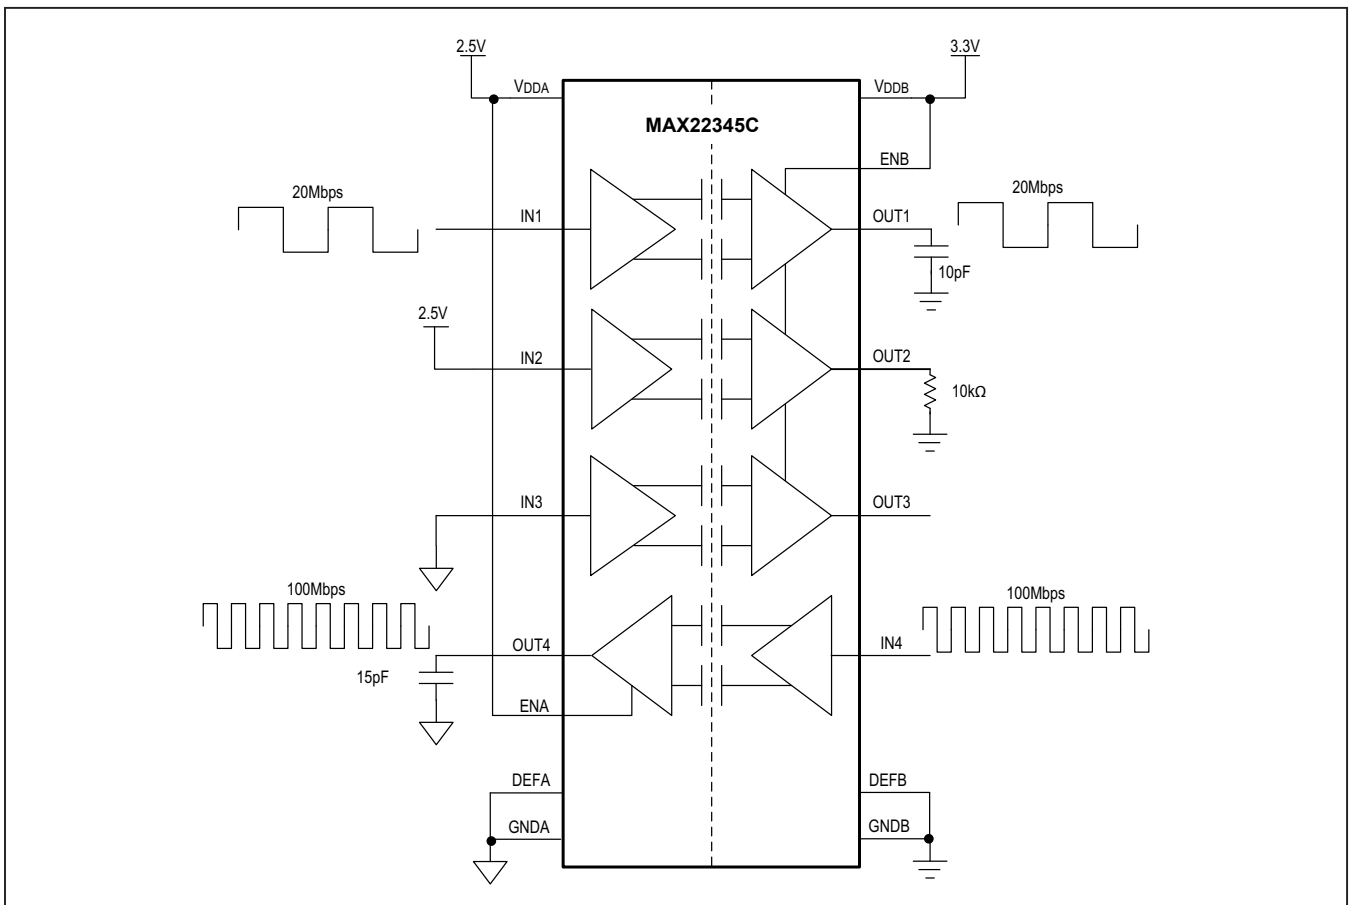 2.5V
3.3V
VDDA
VDDB
MAX22345C
ENB
20Mbps
20Mbps
IN1
OUT1
10pF
2.5V
IN2
OUT2
10kΩ
IN3
OUT3
100Mbps
100Mbps
OUT4
IN4
15pF
ENA
DEFA
DEFB
GNDA
GNDB